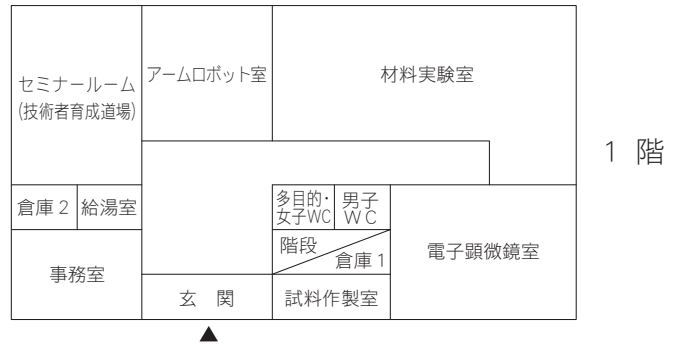 アームロボット室
材料実験室
セミナールーム
(技術者育成道場)
1 階
倉庫 2
給湯室
多目的・
女子WC
男子
WC
階段
倉庫 1
電子顕微鏡室
事務室
玄 関
試料作製室